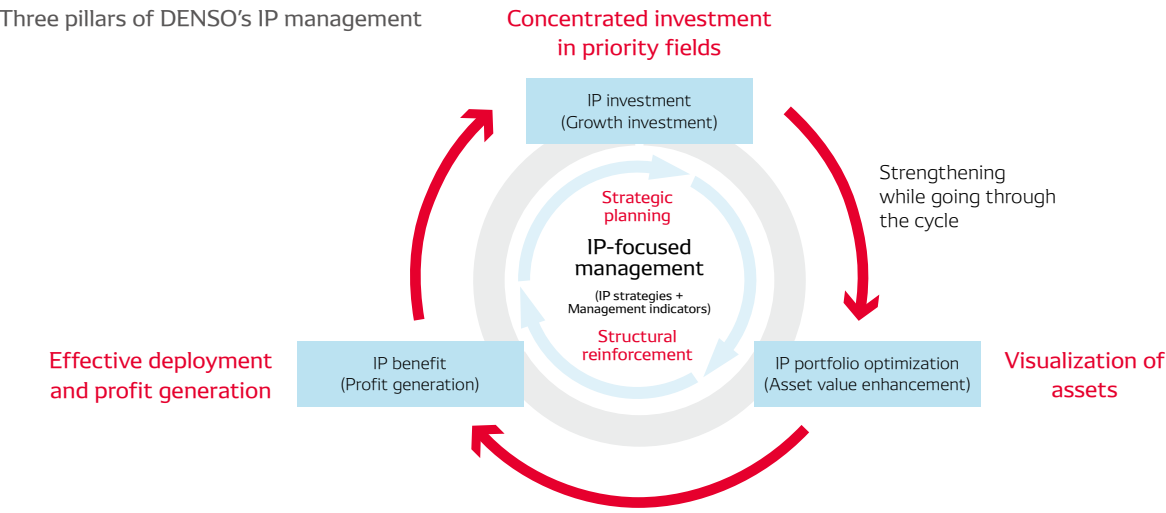 Three pillars of DENSO's IP management
Concentrated investment
in priority fields
IP investment
(Growth investment)
Strengthening
while going through
the cycle
Strategic
planning
IP-focused
management
(IP strategies +
Management indicators)
Structural
reinforcement
Effective deployment
and profit generation
IP benefit
(Profit generation)
IP portfolio optimization
(Asset value enhancement)
Visualization of
assets